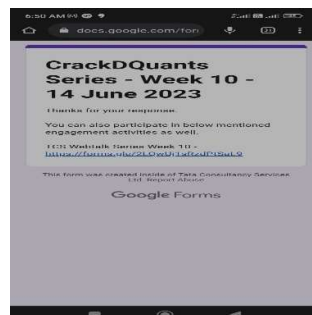 6:50 AM
docs.google.com/forr
21
CrackDQuants
Series - Week 10 -
14 June 2023
Thanks for your response.
You can also participate in below mentioned
engagement activities as well.
TCS Webtalk Series Week 10 -
This form was created inside of Tata Consultancy Services
Ltd. Report Abuse
Google Forms